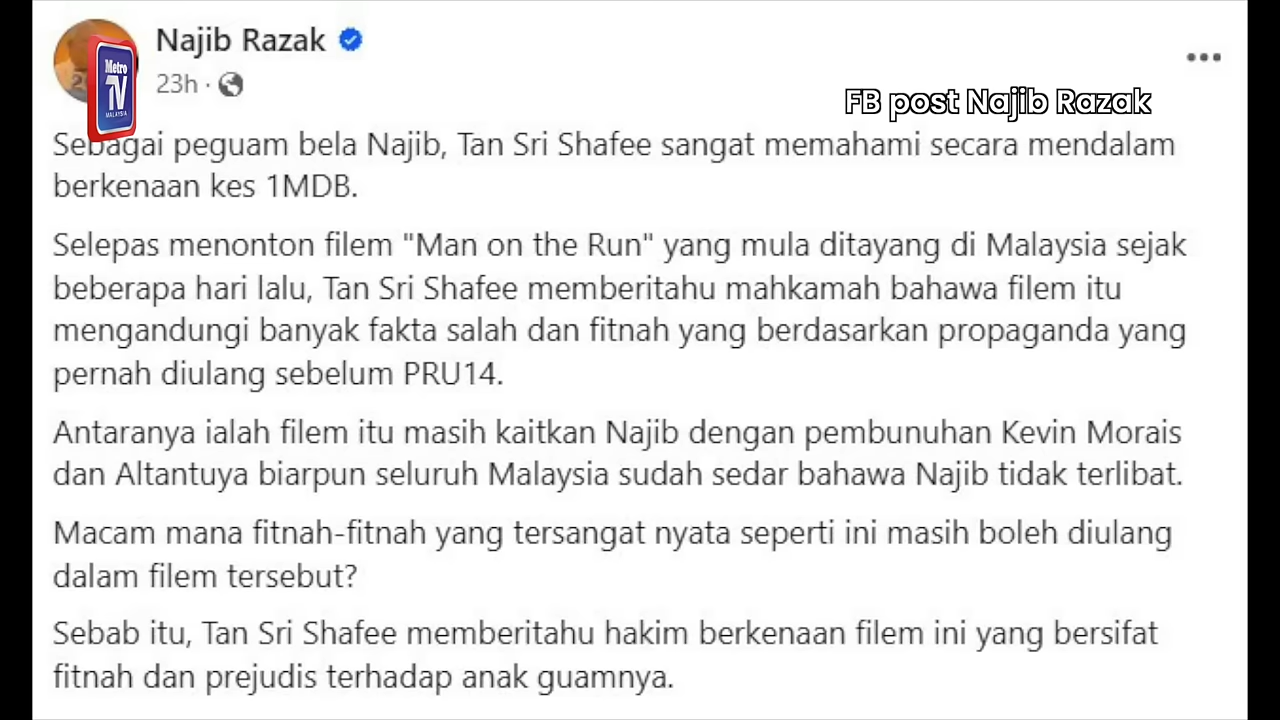 Najib Razak
23h
Metro
TV
MALAYSIA
FB post Najib Razak
Sebagai peguam bela Najib, Tan Sri Shafee sangat memahami secara mendalam
berkenaan kes 1MDB.
Selepas menonton filem "Man on the Run" yang mula ditayang di Malaysia sejak
beberapa hari lalu, Tan Sri Shafee memberitahu mahkamah bahawa filem itu
mengandungi banyak fakta salah dan fitnah yang berdasarkan propaganda yang
pernah diulang sebelum PRU14.
Antaranya ialah filem itu masih kaitkan Najib dengan pembunuhan Kevin Morais
dan Altantuya biarpun seluruh Malaysia sudah sedar bahawa Najib tidak terlibat.
Macam mana fitnah-fitnah yang tersangat nyata seperti ini masih boleh diulang
dalam filem tersebut?
Sebab itu, Tan Sri Shafee memberitahu hakim berkenaan filem ini yang bersifat
fitnah dan prejudis terhadap anak guamnya.